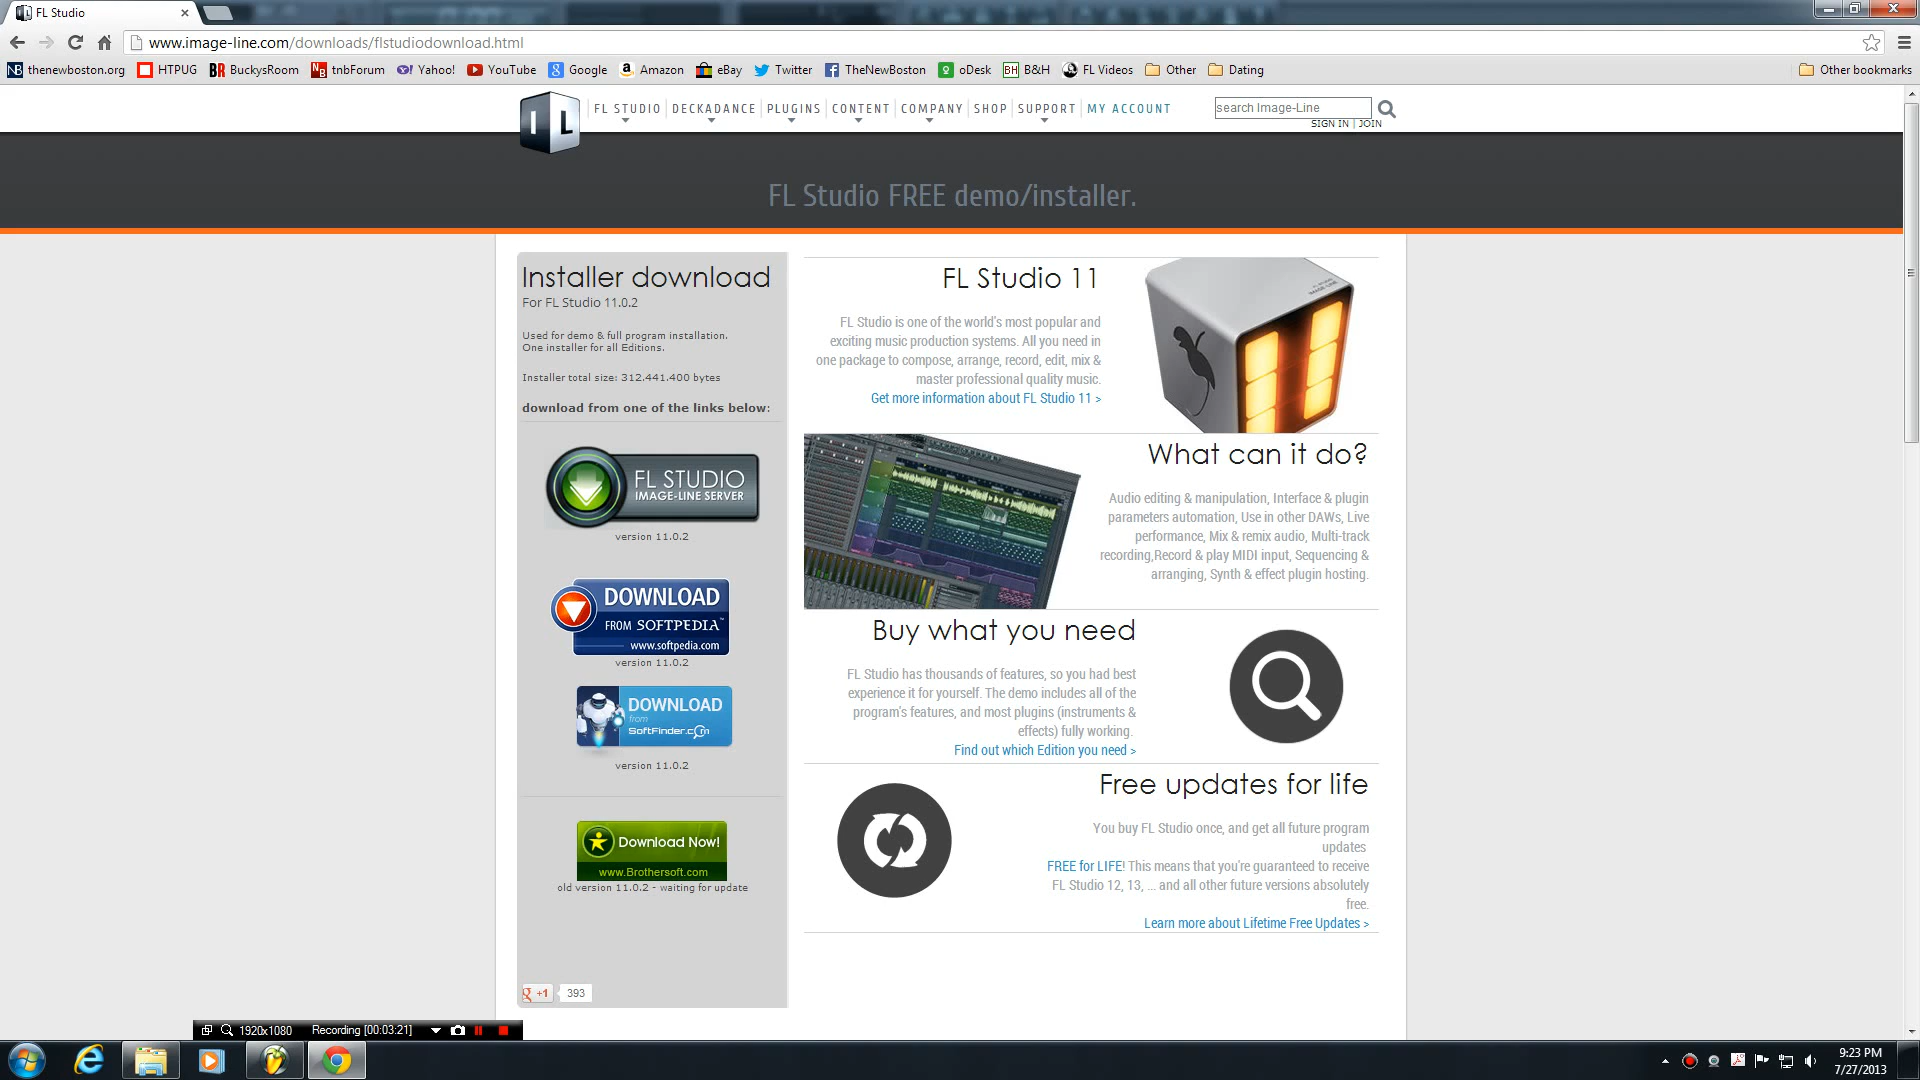 FL Studio
www.image-line.com/downloads/flstudiodownload.html
thenewboston.org HTPUG BuckysRoom tnbForum Yahoo! YouTube Google Amazon eBay Twitter TheNewBoston oDesk B&H FL Videos Other Dating Other bookmarks
FL STUDIO DECKADANCE PLUGINS CONTENT COMPANY SHOP SUPPORT MY ACCOUNT
search Image-Line
SIGN IN | JOIN
FL Studio FREE demo/installer.
Installer download
For FL Studio 11.0.2
Used for demo & full program installation.
One installer for all Editions.
Installer total size: 312.441.400 bytes
download from one of the links below:
FL STUDIO
IMAGE-LINE SERVER
version 11.0.2
DOWNLOAD
FROM SOFTPEDIA™
www.softpedia.com
version 11.0.2
DOWNLOAD
from
SoftFinder.com
version 11.0.2
Download Now!
www.Brothersoft.com
old version 11.0.2 - waiting for update
g +1 393
FL Studio 11
FL Studio is one of the world's most popular and
exciting music production systems. All you need in
one package to compose, arrange, record, edit, mix &
master professional quality music.
Get more information about FL Studio 11 >
What can it do?
Audio editing & manipulation, Interface & plugin
parameters automation, Use in other DAWs, Live
performance, Mix & remix audio, Multi-track
recording,Record & play MIDI input, Sequencing &
arranging, Synth & effect plugin hosting.
Buy what you need
FL Studio has thousands of features, so you had best
experience it for yourself. The demo includes all of the
program's features, and most plugins (instruments &
effects) fully working.
Find out which Edition you need >
Free updates for life
You buy FL Studio once, and get all future program
updates
FREE for LIFE! This means that you're guaranteed to receive
FL Studio 12, 13, ... and all other future versions absolutely
free.
Learn more about Lifetime Free Updates >
1920x1080 Recording [00:03:21]
9:23 PM
7/27/2013